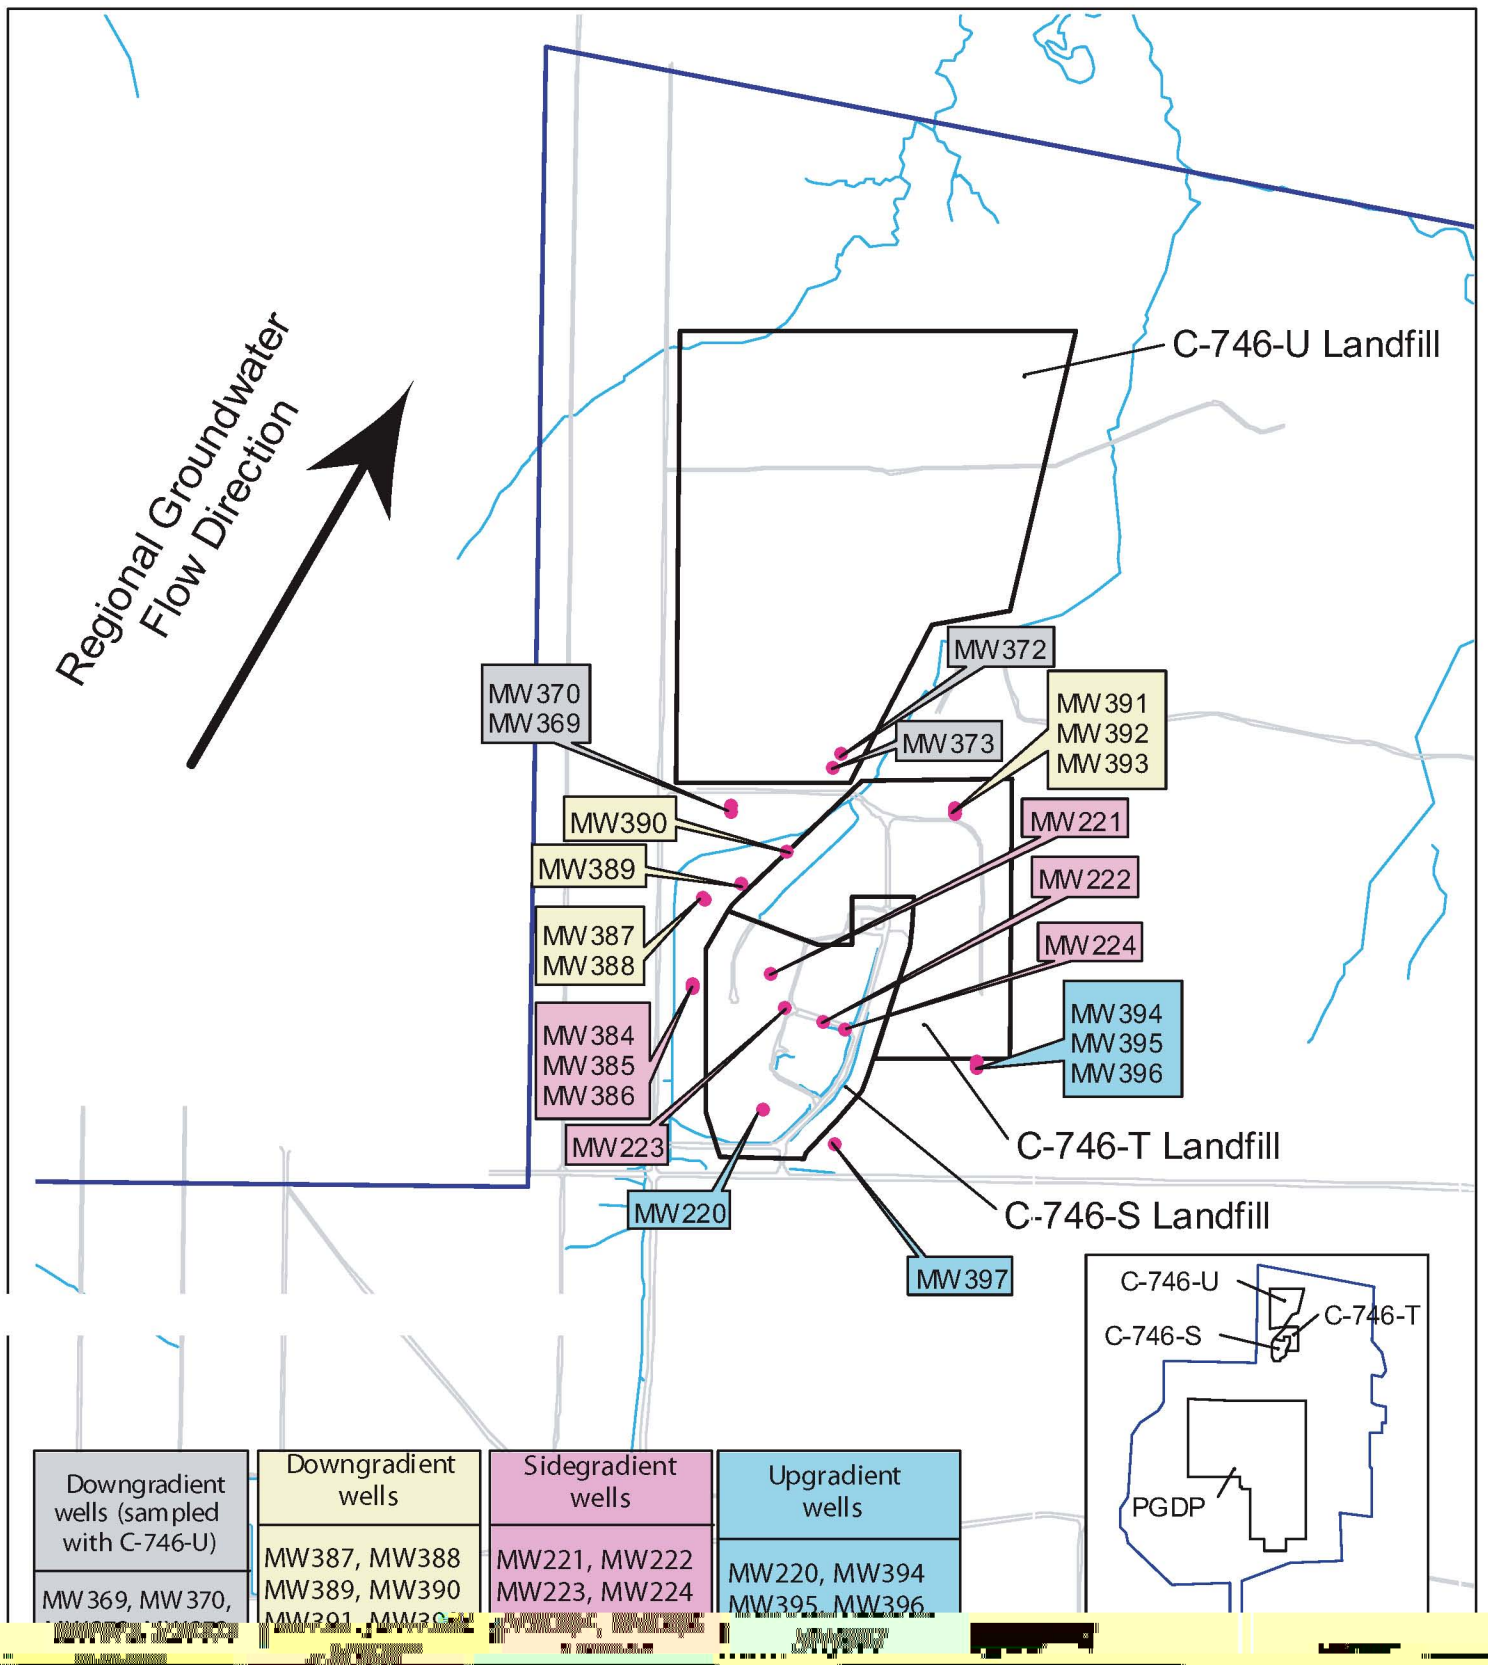 C-746-U Landfill
Regional Groundwater
Flow Direction
MW372
MW370
MW369
MW373
MW391
MW392
MW393
MW390
MW221
MW389
MW222
MW387
MW388
MW224
MW384
MW385
MW386
MW394
MW395
MW396
MW223
C-746-T Landfill
MW220
C-746-S Landfill
MW397
C-746-U
C-746-T
C-746-S
PGDP
Downgradient
wells (sampled
with C-746-U)
MW369, MW370,
Downgradient
wells
MW387, MW388
MW389, MW390
MW391,
Sidegradient
wells
MW221, MW222
MW223, MW224
Upgradient
wells
MW220, MW394
MW395, MW396